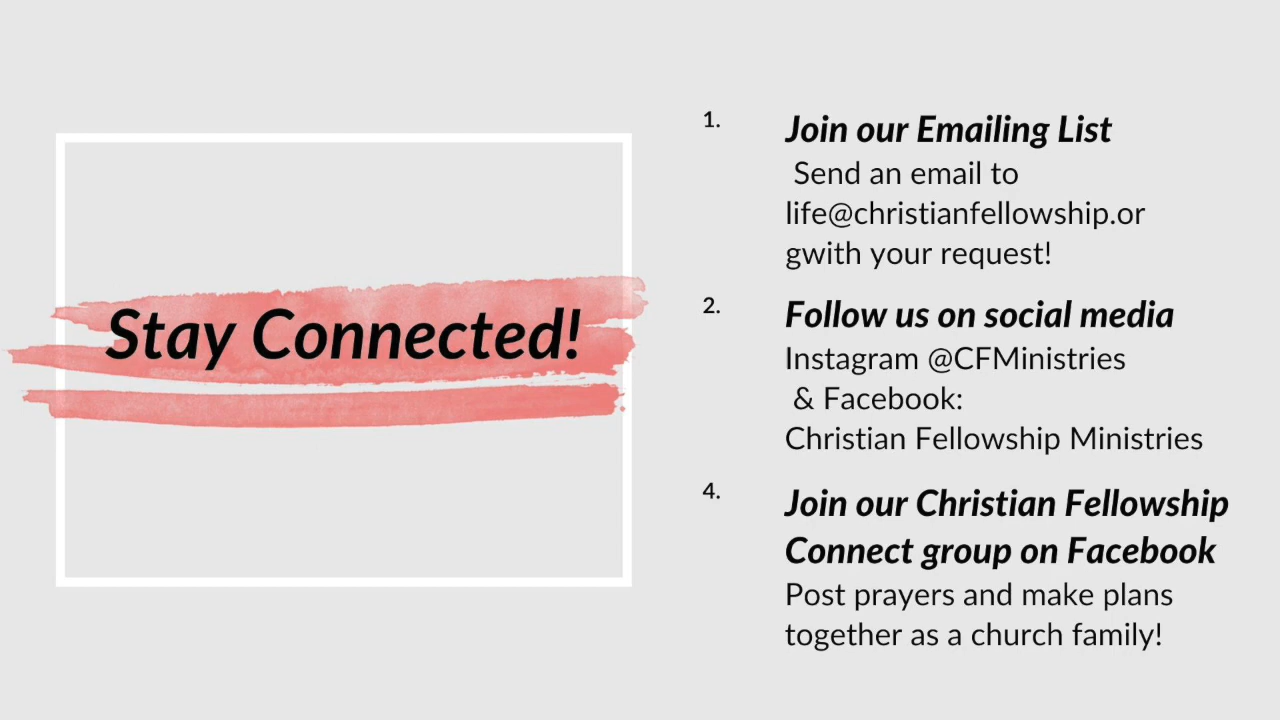 Stay Connected!
1.
Join our Emailing List
Send an email to
life@christianfellowship.or
gwith your request!
2.
Follow us on social media
Instagram @CFMinistries
& Facebook:
Christian Fellowship Ministries
4.
Join our Christian Fellowship
Connect group on Facebook
Post prayers and make plans
together as a church family!